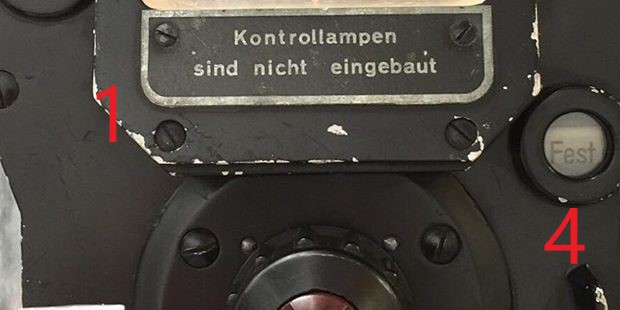 Kontrollampen
sind nicht eingebaut
1
Fest
4